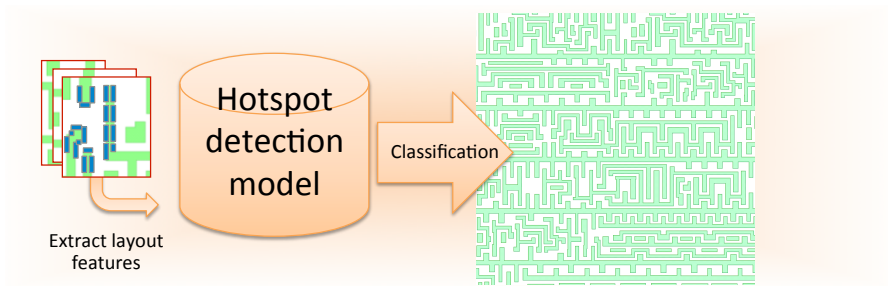 Hotspot
detection
model
Classification
Extract layout
features